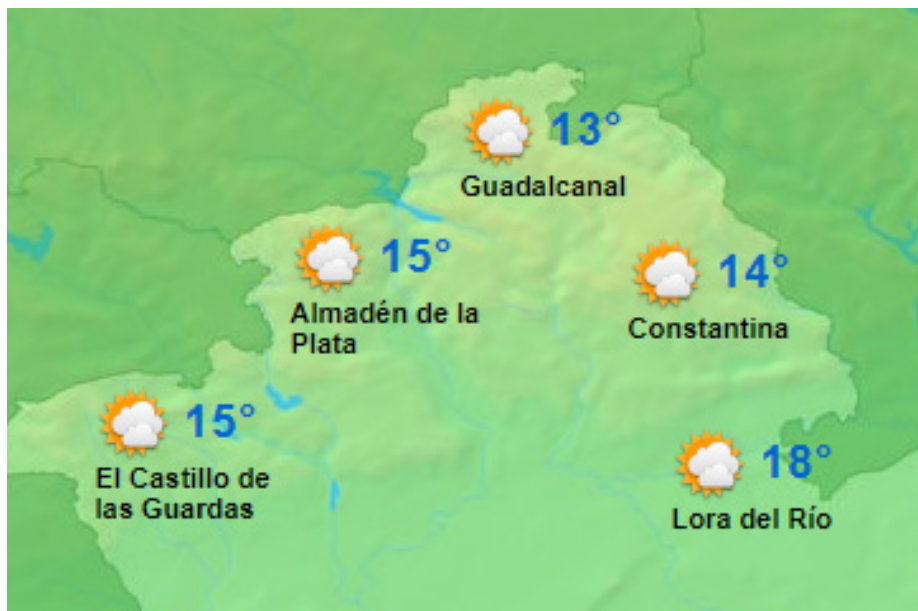 13°
Guadalcanal
15°
Almadén de la
Plata
14°
Constantina
15°
El Castillo de
las Guardas
18°
Lora del Río